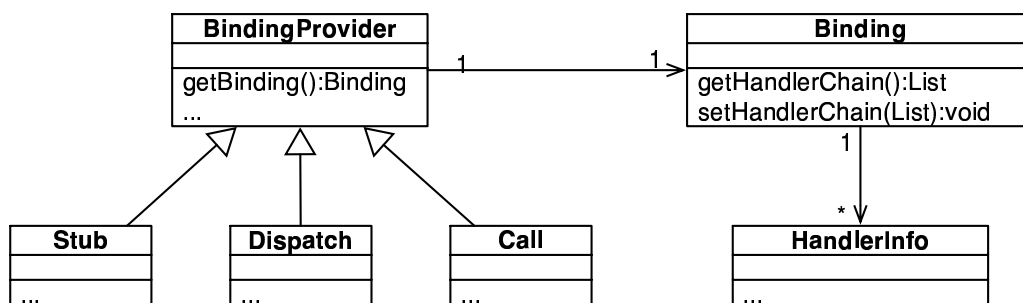 BindingProvider
getBinding():Binding
...
1
1
Binding
getHandlerChain():List
setHandlerChain(List):void
1
*
Stub
...
Dispatch
...
Call
...
HandlerInfo
...